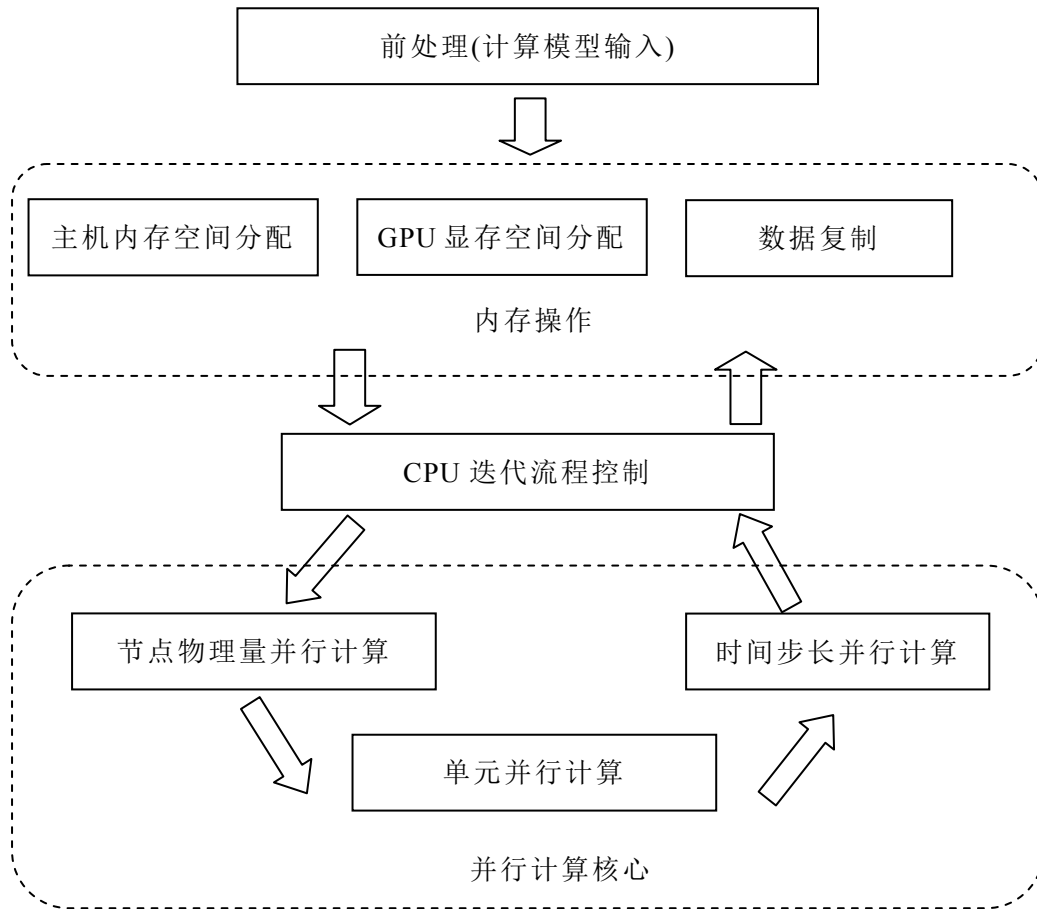 前处理(计算模型输入)
主机内存空间分配
GPU 显存空间分配
数据复制
内存操作
CPU 迭代流程控制
节点物理量并行计算
时间步长并行计算
单元并行计算
并行计算核心